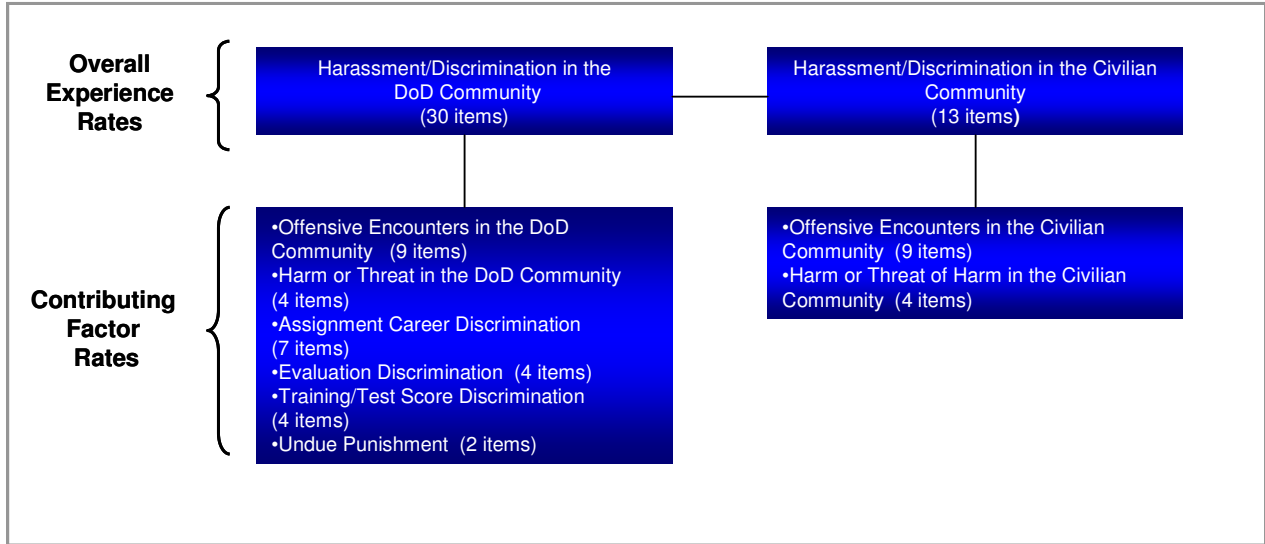 Overall
Experience
Rates
Harassment/Discrimination in the
DoD Community
(30 items)
Harassment/Discrimination in the Civilian
Community
(13 items)
Contributing
Factor
Rates
•Offensive Encounters in the DoD
Community (9 items)
•Harm or Threat in the DoD Community
(4 items)
•Assignment Career Discrimination
(7 items)
•Evaluation Discrimination (4 items)
•Training/Test Score Discrimination
(4 items)
•Undue Punishment (2 items)
•Offensive Encounters in the Civilian
Community (9 items)
•Harm or Threat of Harm in the Civilian
Community (4 items)